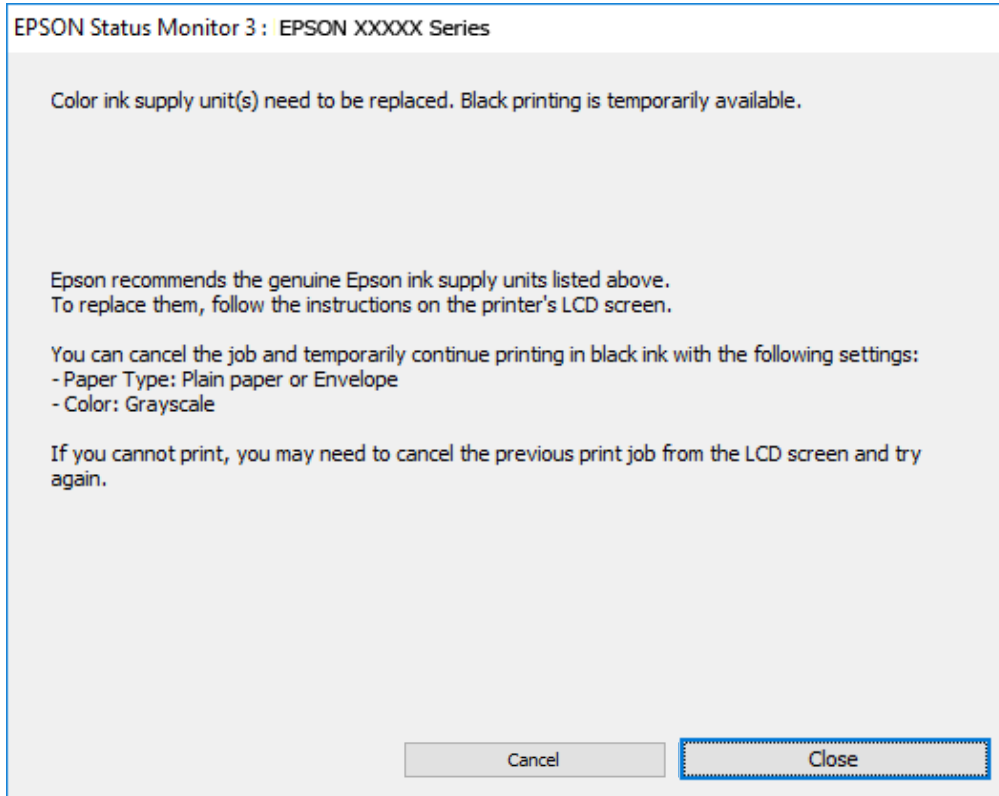 EPSON Status Monitor 3 : EPSON XXXXX Series
Color ink supply unit(s) need to be replaced. Black printing is temporarily available.
Epson recommends the genuine Epson ink supply units listed above.
To replace them, follow the instructions on the printer's LCD screen.
You can cancel the job and temporarily continue printing in black ink with the following settings:
- Paper Type: Plain paper or Envelope
- Color: Grayscale
If you cannot print, you may need to cancel the previous print job from the LCD screen and try
again.
Cancel
Close